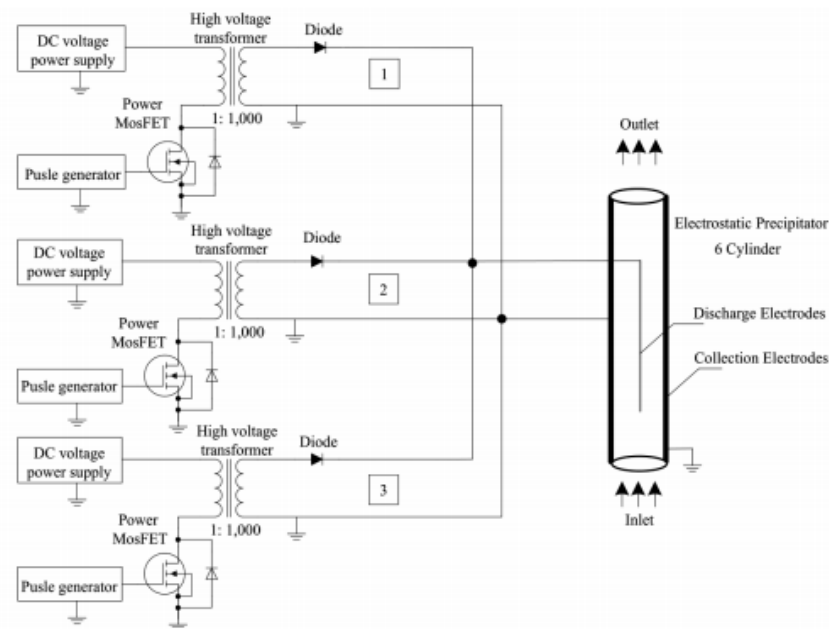 High voltage
transformer
Diode
DC voltage
power supply
1
Power
MosFET
1: 1,000
Pusle generator
High voltage
transformer
Diode
DC voltage
power supply
2
Power
MosFET
1: 1,000
Pusle generator
High voltage
transformer
Diode
DC voltage
power supply
3
Power
MosFET
1: 1,000
Pusle generator
Outlet
Electrostatic Precipitator
6 Cylinder
Discharge Electrodes
Collection Electrodes
Inlet